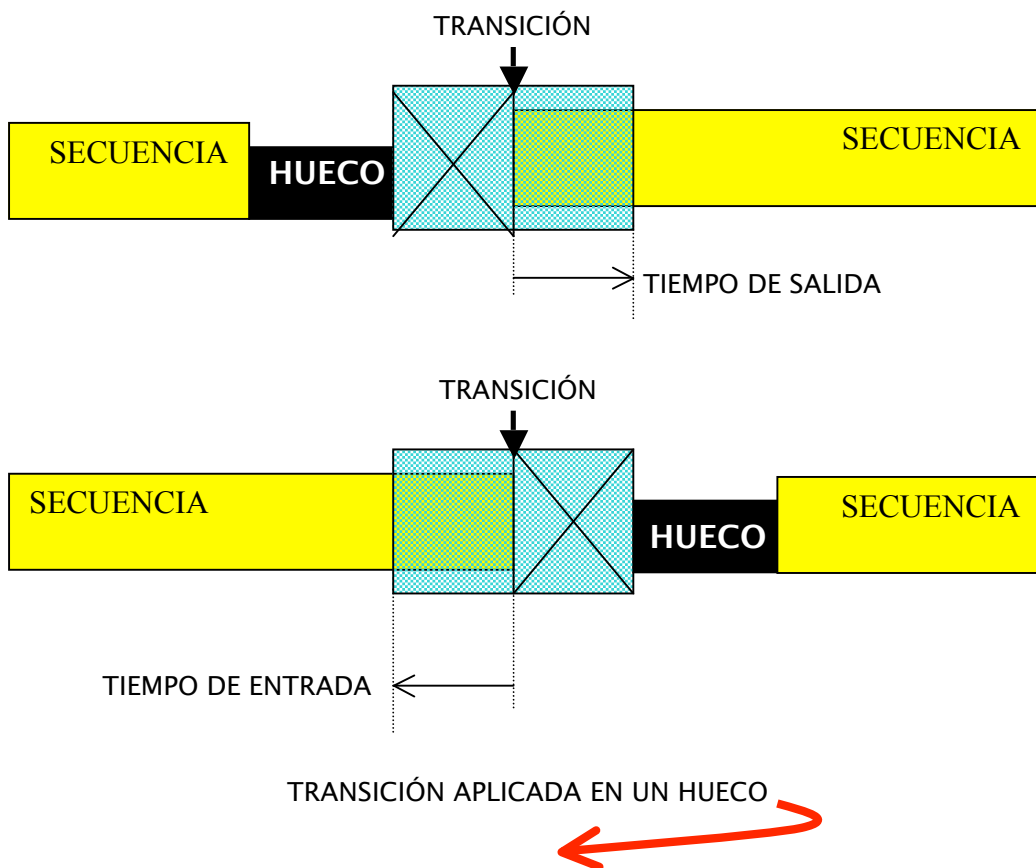 TRANSICIÓN
SECUENCIA
HUECO
SECUENCIA
TIEMPO DE SALIDA
TRANSICIÓN
SECUENCIA
HUECO
SECUENCIA
TIEMPO DE ENTRADA
TRANSICIÓN APLICADA EN UN HUECO